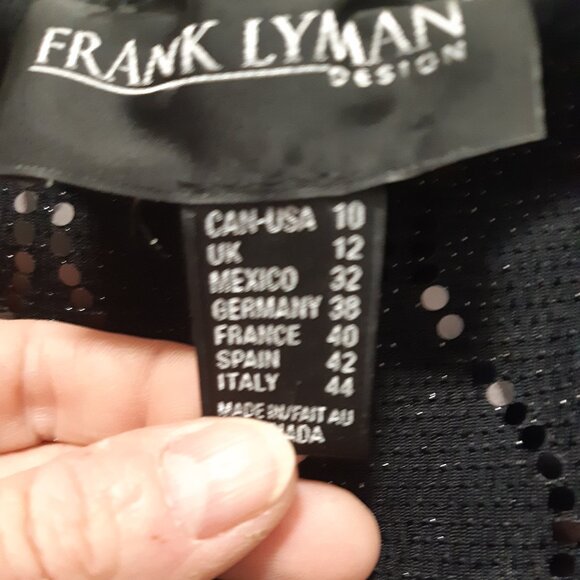 FRANK LYMAN
DESIGN
CAN-USA 10
UK 12
MEXICO 32
GERMANY 38
FRANCE 40
SPAIN 42
ITALY 44
MADE IN/FAIT AU
NADA